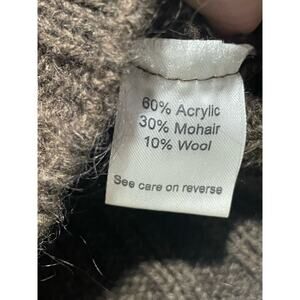 60% Acrylic
30% Mohair
10% Wool
See care on reverse